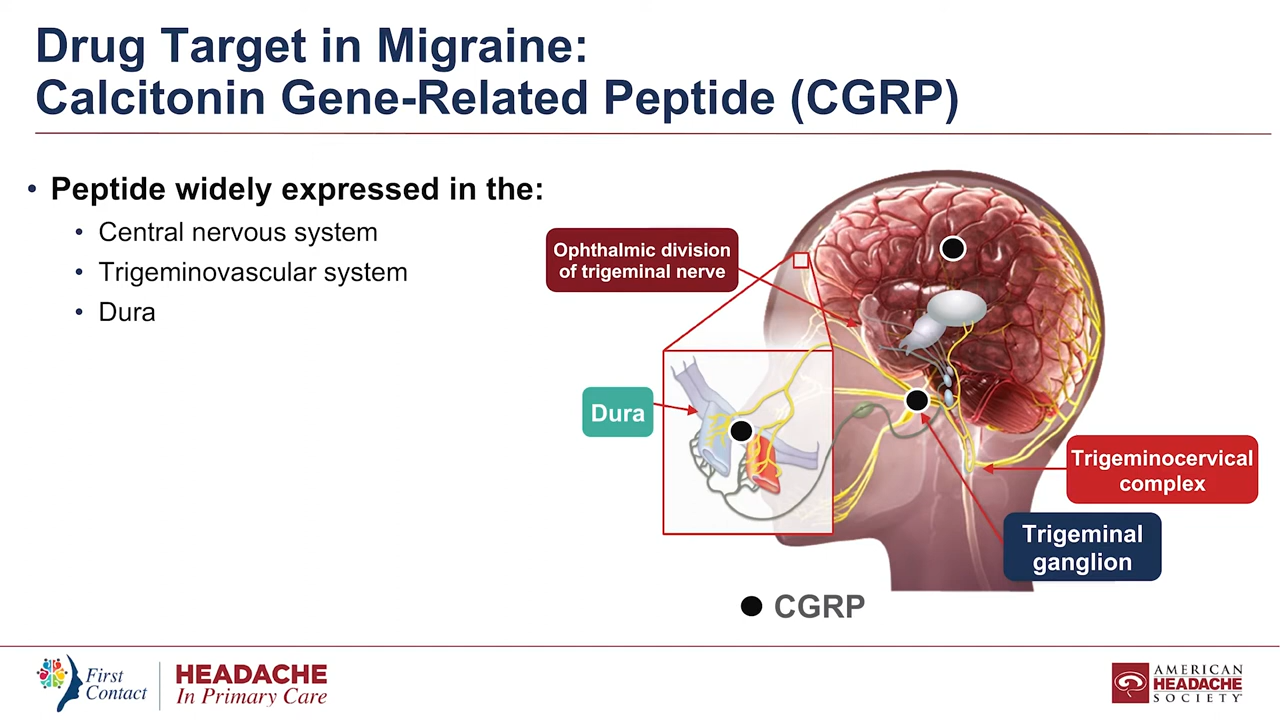 Drug Target in Migraine:
Calcitonin Gene-Related Peptide (CGRP)
• Peptide widely expressed in the:
• Central nervous system
• Trigeminovascular system
• Dura
Ophthalmic division
of trigeminal nerve
Dura
Trigeminocervical
complex
Trigeminal
ganglion
CGRP
First
Contact
HEADACHE
In Primary Care
AMERICAN
HEADACHE
SOCIETY